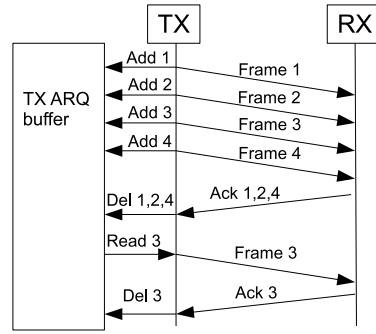 TX
RX
TX ARQ
buffer
Add 1
Frame 1
Add 2
Frame 2
Add 3
Frame 3
Add 4
Frame 4
Ack 1,2,4
Del 1,2,4
Read 3
Frame 3
Ack 3
Del 3